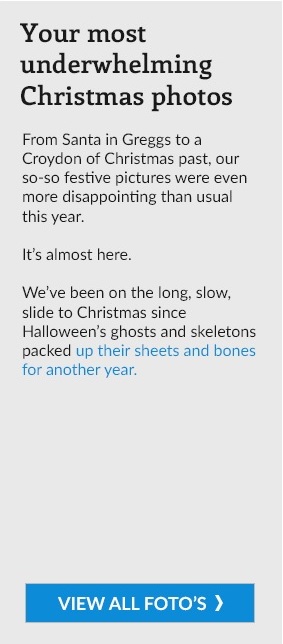 Your most
underwhelming
Christmas photos
From Santa in Greggs to a
Croydon of Christmas past, our
so-so festive pictures were even
more disappointing than usual
this year.
It's almost here.
We've been on the long, slow,
slide to Christmas since
Halloween's ghosts and skeletons
packed up their sheets and bones
for another year.
VIEW ALL FOTO'S ❯